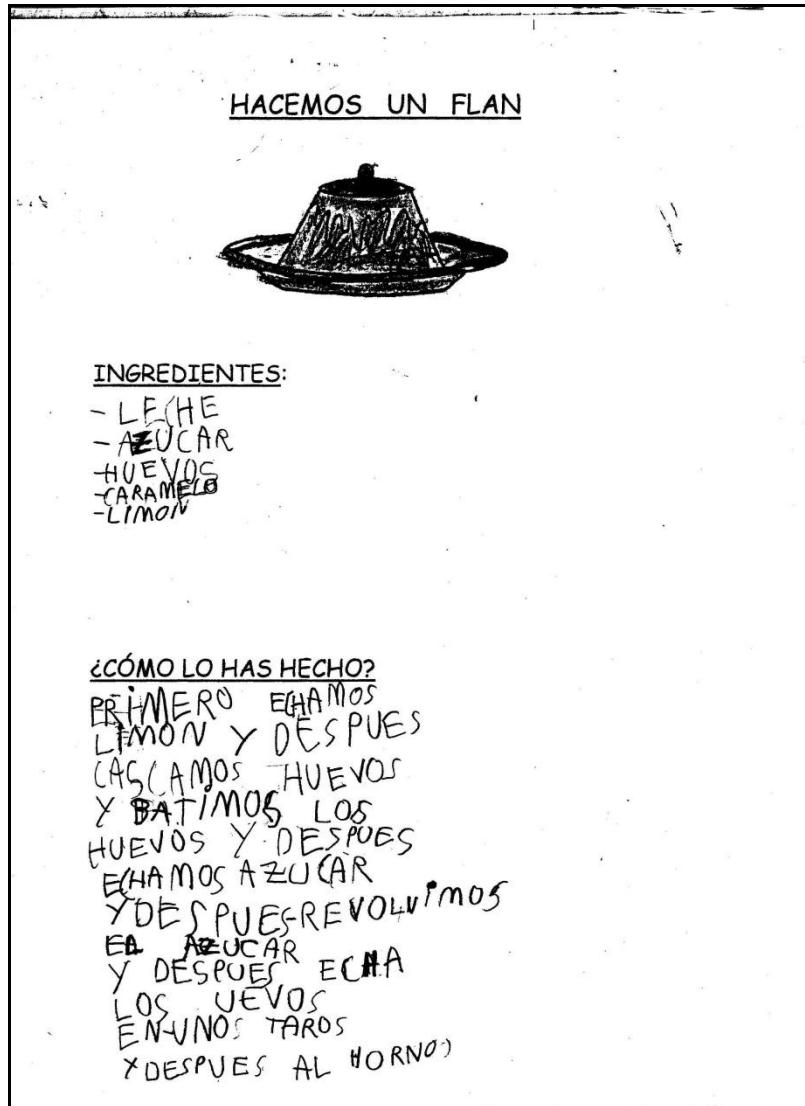 HACEMOS UN FLAN
INGREDIENTES:
- LECHE
- AZUCAR
-HUEVOS
-CARAMELO
-LIMON
¿CÓMO LO HAS HECHO?
PRIMERO ECHAMOS
LIMON Y DESPUES
CASCAMOS HUEVOS
Y BATIMOS LOS
HUEVOS Y DESPUES
ECHAMOS AZUCAR
Y DESPUES-REVOLVIMOS
EL AZUCAR
Y DESPUES ECHA
LOS UEVOS
EN-UNOS TAROS
Y DESPUES AL HORNO